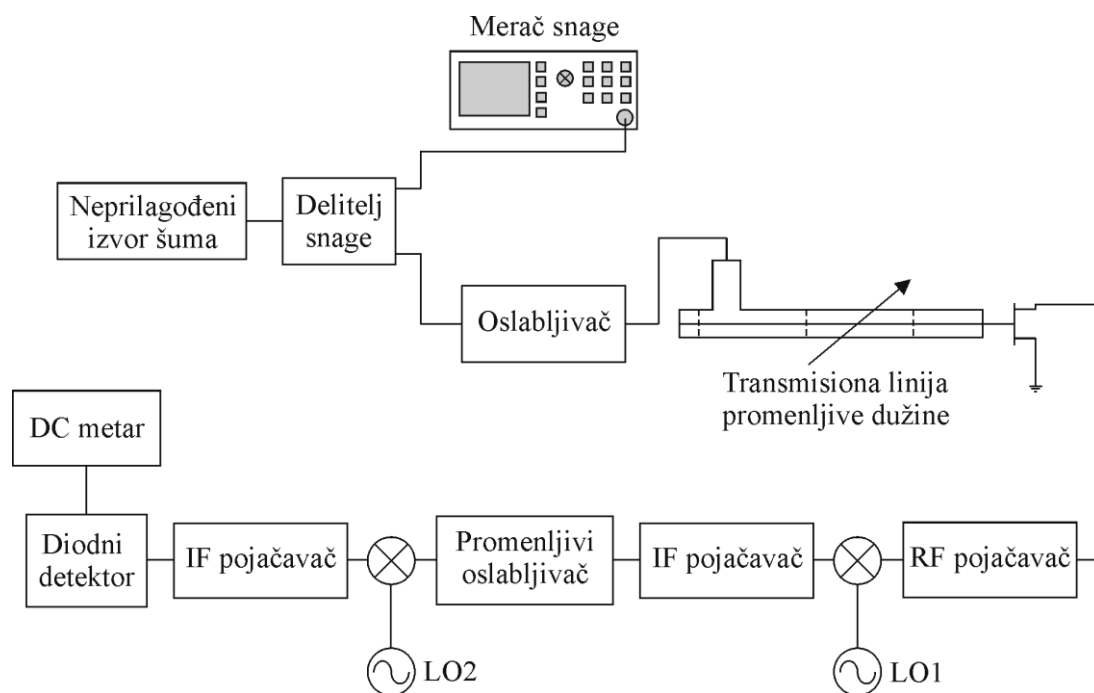 Merač snage
Neprilagođeni
izvor šuma
Delitelj
snage
Oslabljivač
Transmisiona linija
promenljive dužine
DC metar
Diodni
detektor
IF pojačavač
Promenljivi
oslabljivač
IF pojačavač
RF pojačavač
LO2
LO1